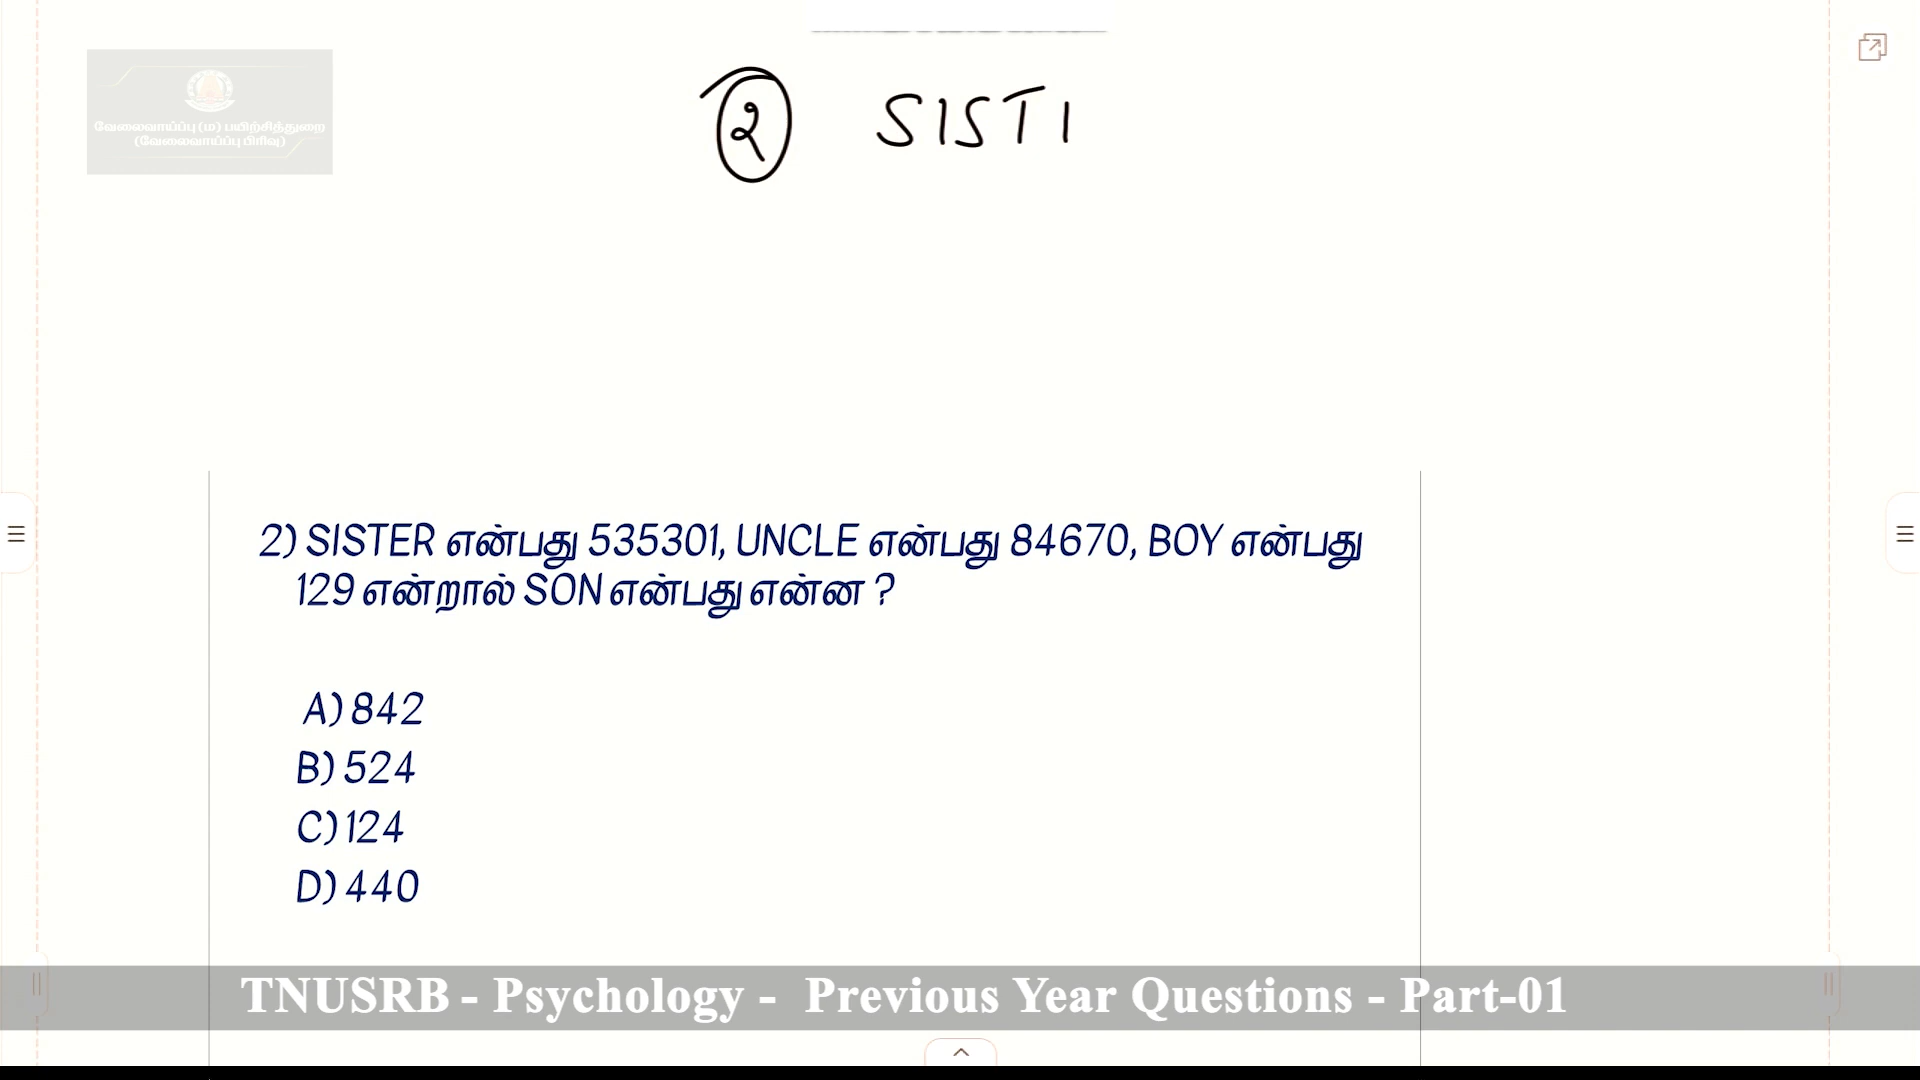 வேலைவாய்ப்பு (ம) பயிற்சித்துறை
(வேலைவாய்ப்பு பிரிவு)
2 SISTI
2) SISTER என்பது 535301, UNCLE என்பது 84670, BOY என்பது
129 என்றால் SON என்பது என்ன ?
A) 842
B) 524
C) 124
D) 440
TNUSRB - Psychology - Previous Year Questions - Part-01